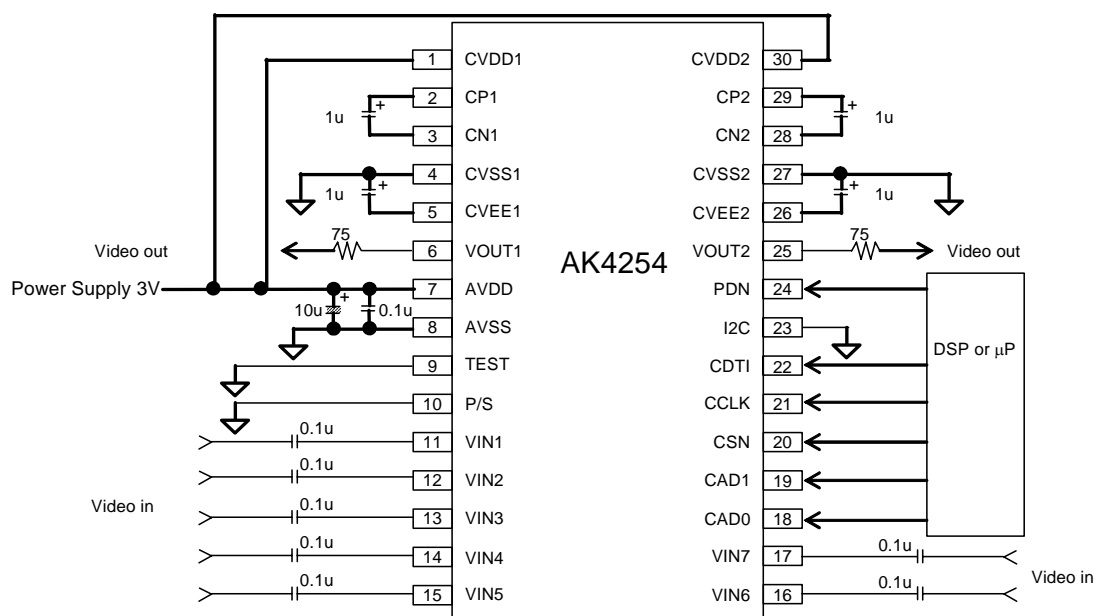 1 CVDD1 CVDD2 30
2 CP1 CP2 29
1u + + 1u
3 CN1 CN2 28
4 CVSS1 CVSS2 27
1u + + 1u
5 CVEE1 CVEE2 26
Video out 75 6 VOUT1 VOUT2 25 75 Video out
AK4254
Power Supply 3V 7 AVDD PDN 24
10u + 0.1u
8 AVSS I2C 23
DSP or μP
9 TEST CDTI 22
10 P/S CCLK 21
0.1u 11 VIN1 CSN 20
0.1u 12 VIN2 CAD1 19
Video in
0.1u 13 VIN3 CAD0 18
0.1u 14 VIN4 VIN7 17 0.1u
Video in
0.1u 15 VIN5 VIN6 16 0.1u